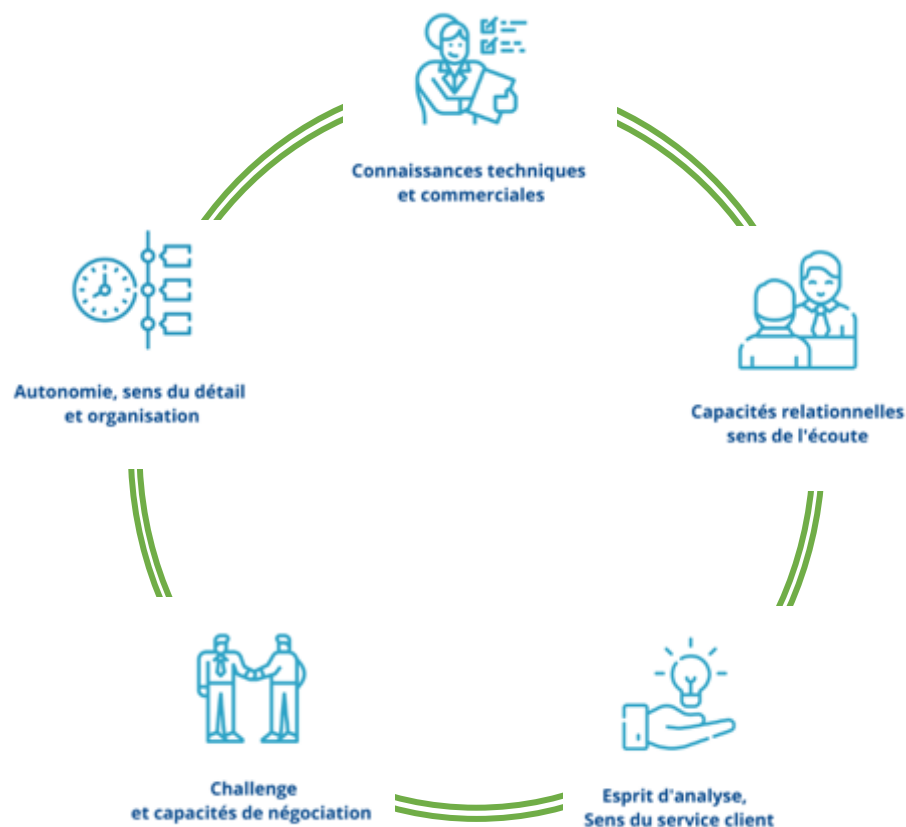 Connaissances techniques
et commerciales
Autonomie, sens du détail
et organisation
Capacités relationnelles
sens de l'écoute
Challenge
et capacités de négociation
Esprit d'analyse,
Sens du service client